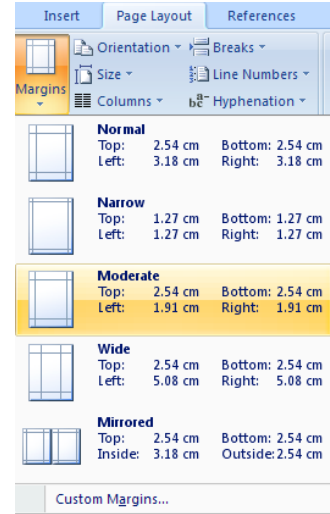 Insert Page Layout References
Orientation Breaks
Margins Size Line Numbers
Columns Hyphenation
Normal
Top: 2.54 cm Bottom: 2.54 cm
Left: 3.18 cm Right: 3.18 cm
Narrow
Top: 1.27 cm Bottom: 1.27 cm
Left: 1.27 cm Right: 1.27 cm
Moderate
Top: 2.54 cm Bottom: 2.54 cm
Left: 1.91 cm Right: 1.91 cm
Wide
Top: 2.54 cm Bottom: 2.54 cm
Left: 5.08 cm Right: 5.08 cm
Mirrored
Top: 2.54 cm Bottom: 2.54 cm
Inside: 3.18 cm Outside: 2.54 cm
Custom Margins...